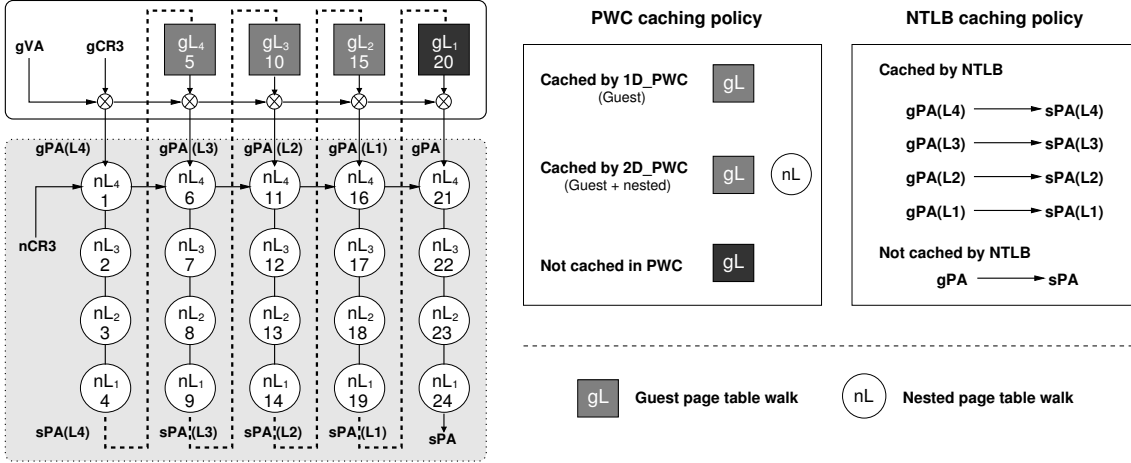 gVA
gCR3
gL4
5
gL3
10
gL2
15
gL1
20
gPA(L4)
gPA(L3)
gPA(L2)
gPA(L1)
gPA
nL4
1
nL4
6
nL4
11
nL4
16
nL4
21
nCR3
nL3
2
nL3
7
nL3
12
nL3
17
nL3
22
nL2
3
nL2
8
nL2
13
nL2
18
nL2
23
nL1
4
nL1
9
nL1
14
nL1
19
nL1
24
sPA(L4)
sPA(L3)
sPA(L2)
sPA(L1)
sPA
PWC caching policy
Cached by 1D_PWC
(Guest)
gL
Cached by 2D_PWC
(Guest + nested)
gL
nL
Not cached in PWC
gL
NTLB caching policy
Cached by NTLB
gPA(L4) sPA(L4)
gPA(L3) sPA(L3)
gPA(L2) sPA(L2)
gPA(L1) sPA(L1)
Not cached by NTLB
gPA sPA
gL
Guest page table walk
nL
Nested page table walk